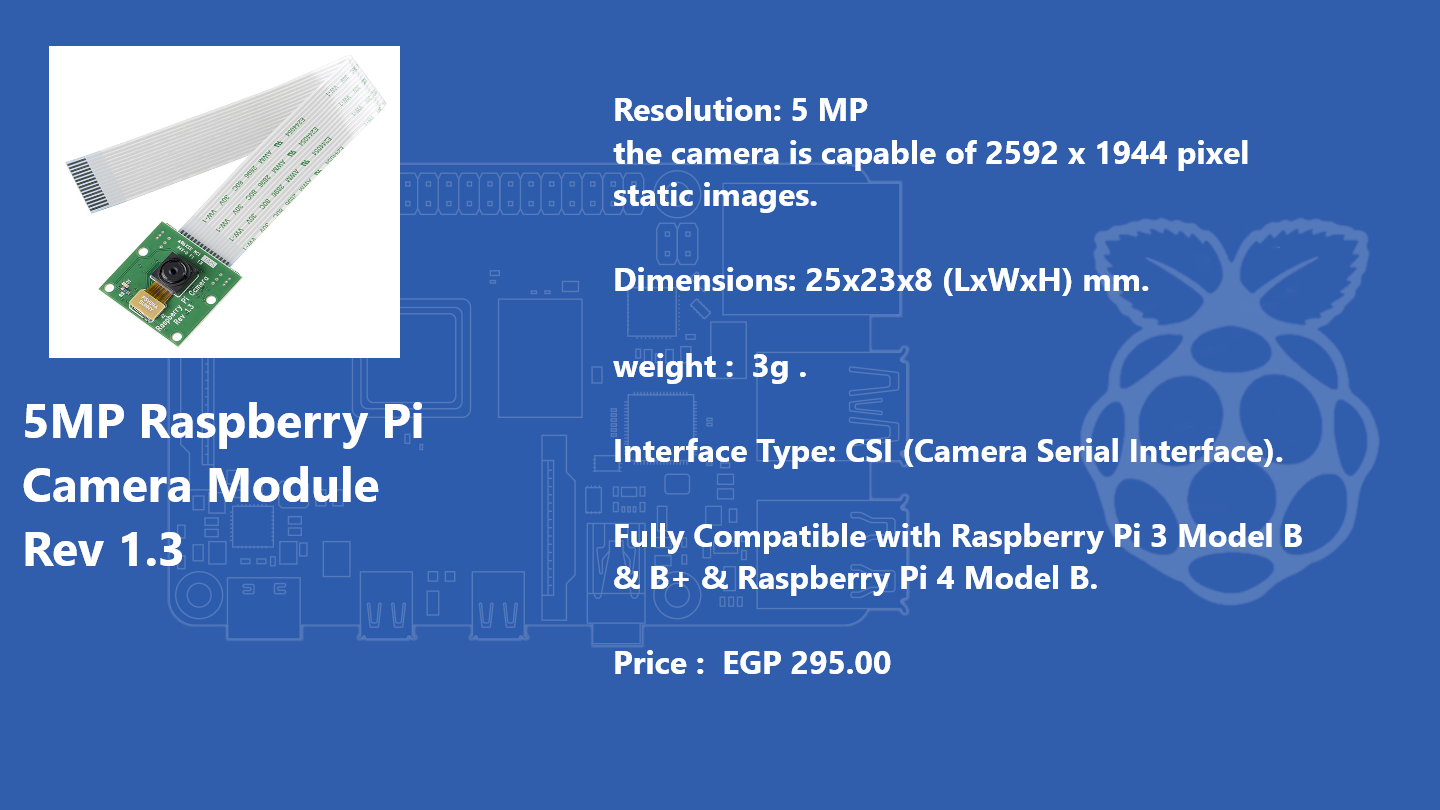 5MP Raspberry Pi
Camera Module
Rev 1.3
Resolution: 5 MP
the camera is capable of 2592 x 1944 pixel
static images.
Dimensions: 25x23x8 (LxWxH) mm.
weight :  3g .
Interface Type: CSI (Camera Serial Interface).
Fully Compatible with Raspberry Pi 3 Model B
& B+ & Raspberry Pi 4 Model B.
Price :  EGP 295.00
Raspberry Pi Camera
Rev 1.3